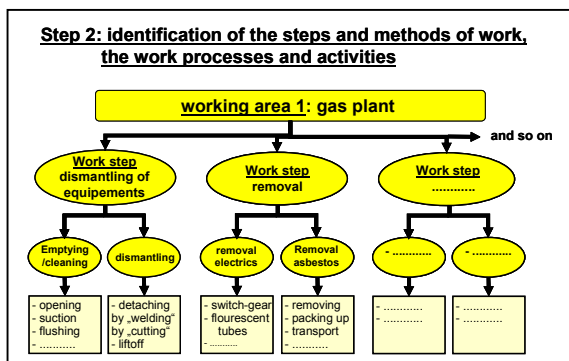 Step 2: identification of the steps and methods of work,
the work processes and activities
working area 1: gas plant
and so on
Work step
dismantling of
equipements
Work step
removal
Work step
............
Emptying
/cleaning
dismantling
removal
electrics
Removal
asbestos
- ............
- ............
- opening
- suction
- flushing
- ............
- detaching
by „welding“
by „cutting“
- liftoff
- switch-gear
- flourescent
tubes
- ............
- removing
- packing up
- transport
- ............
- ............
- ............
- ............
- ............